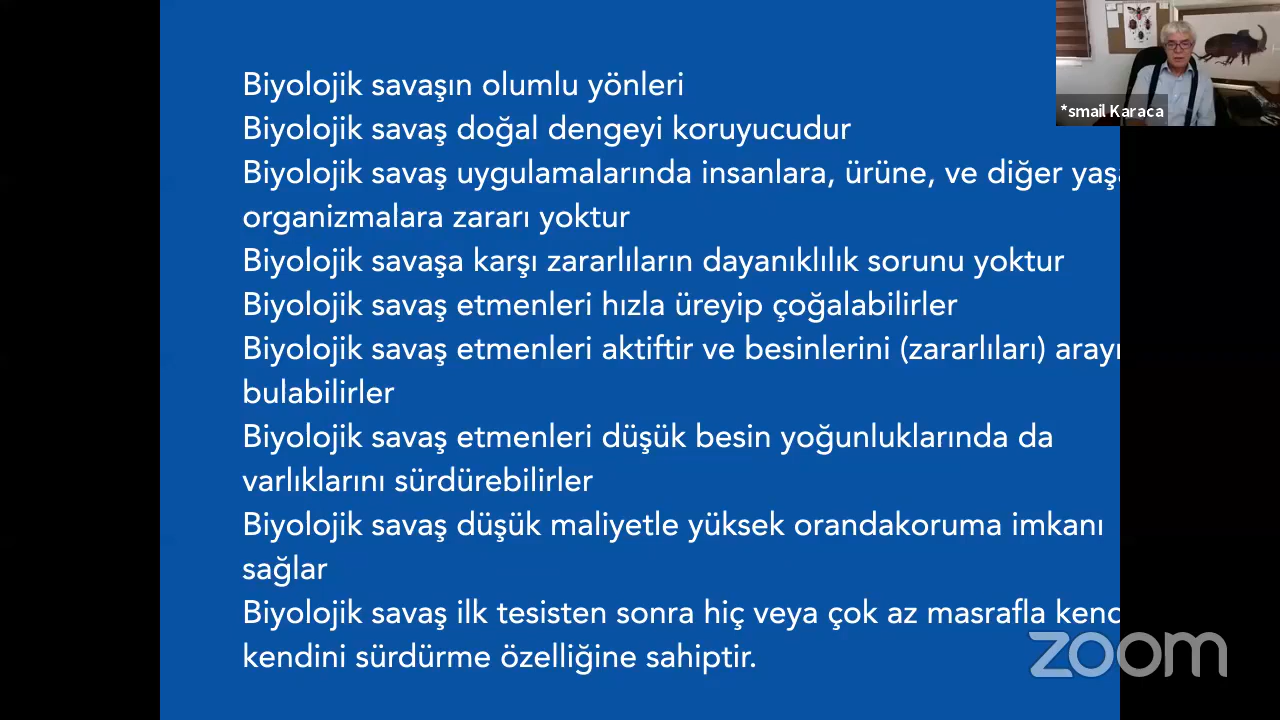 Biyolojik savaşın olumlu yönleri
Biyolojik savaş doğal dengeyi koruyucudur
Biyolojik savaş uygulamalarında insanlara, ürüne, ve diğer
organizmalara zararı yoktur
Biyolojik savaşa karşı zararlıların dayanıklılık sorunu yoktur
Biyolojik savaş etmenleri hızla üreyip çoğalabilirler
Biyolojik savaş etmenleri aktiftir ve besinlerini (zararlıları)
bulabilirler
Biyolojik savaş etmenleri düşük besin yoğunluklarında da
varlıklarını sürdürebilirler
Biyolojik savaş düşük maliyetle yüksek orandakoruma imkanı
sağlar
Biyolojik savaş ilk tesisten sonra hiç veya çok az masrafla
kendini sürdürme özelliğine sahiptir.
*smail Karaca
zoom